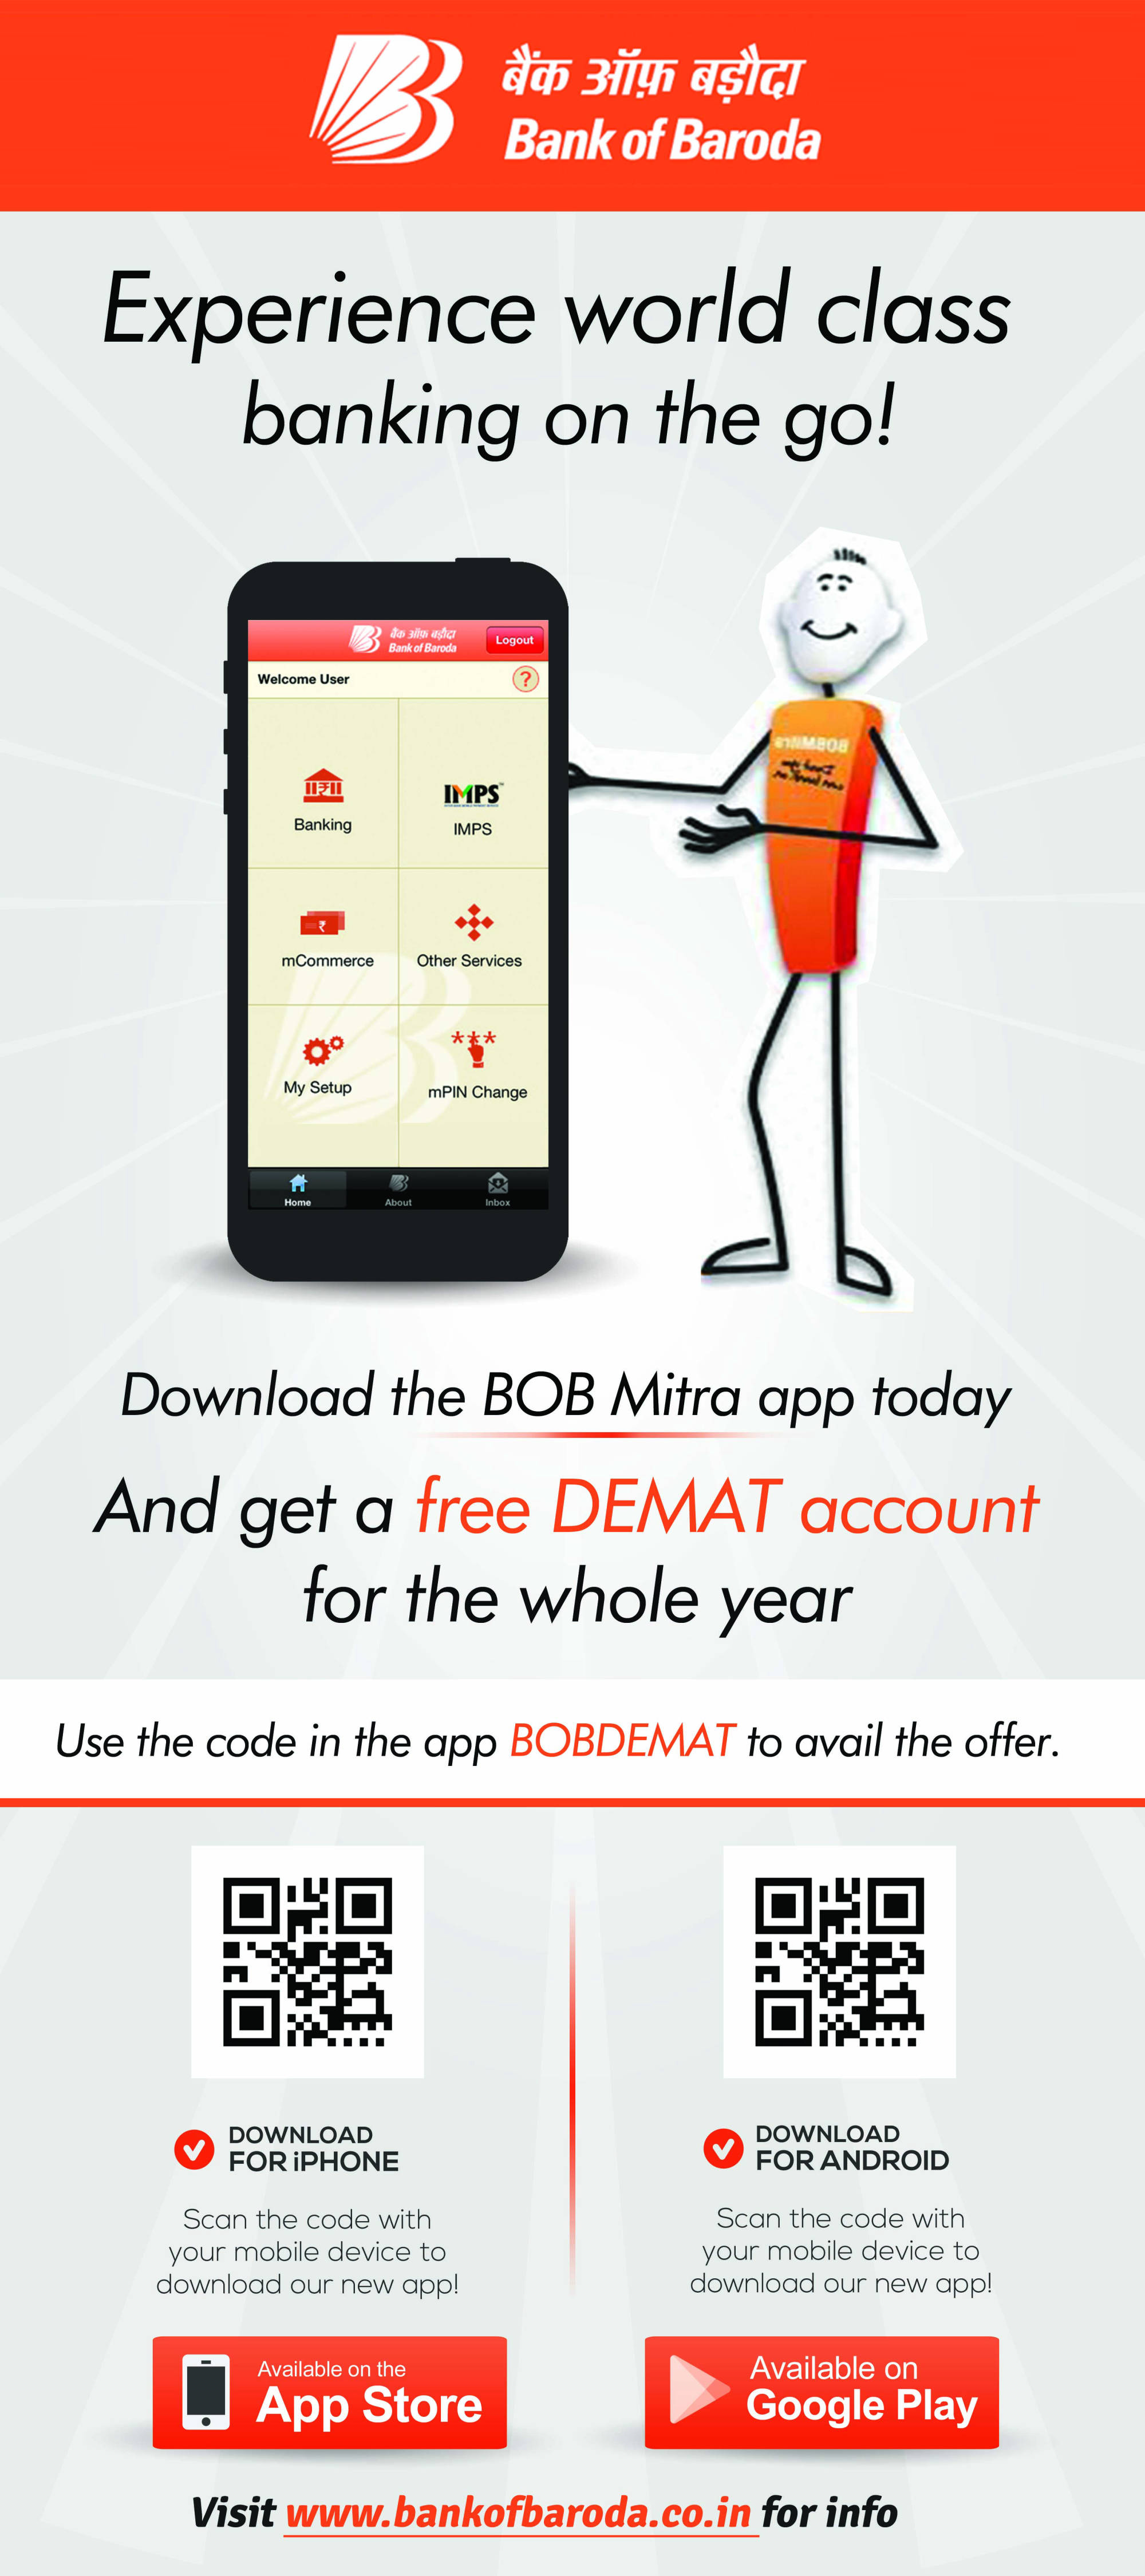 बैंक ऑफ़ बड़ौदा
Bank of Baroda
Experience world class
banking on the go!
बैंक ऑफ़ बड़ौदा
Bank of Baroda
Logout
Welcome User
?
Banking
IMPS
IMPS
mCommerce
Other Services
My Setup
mPIN Change
Home
About
Inbox
BOBMitra
Download the BOB Mitra app today
And get a free DEMAT account
for the whole year
Use the code in the app BOBDEMAT to avail the offer.
DOWNLOAD
FOR iPHONE
Scan the code with
your mobile device to
download our new app!
Available on the
App Store
DOWNLOAD
FOR ANDROID
Scan the code with
your mobile device to
download our new app!
Available on
Google Play
Visit www.bankofbaroda.co.in for info